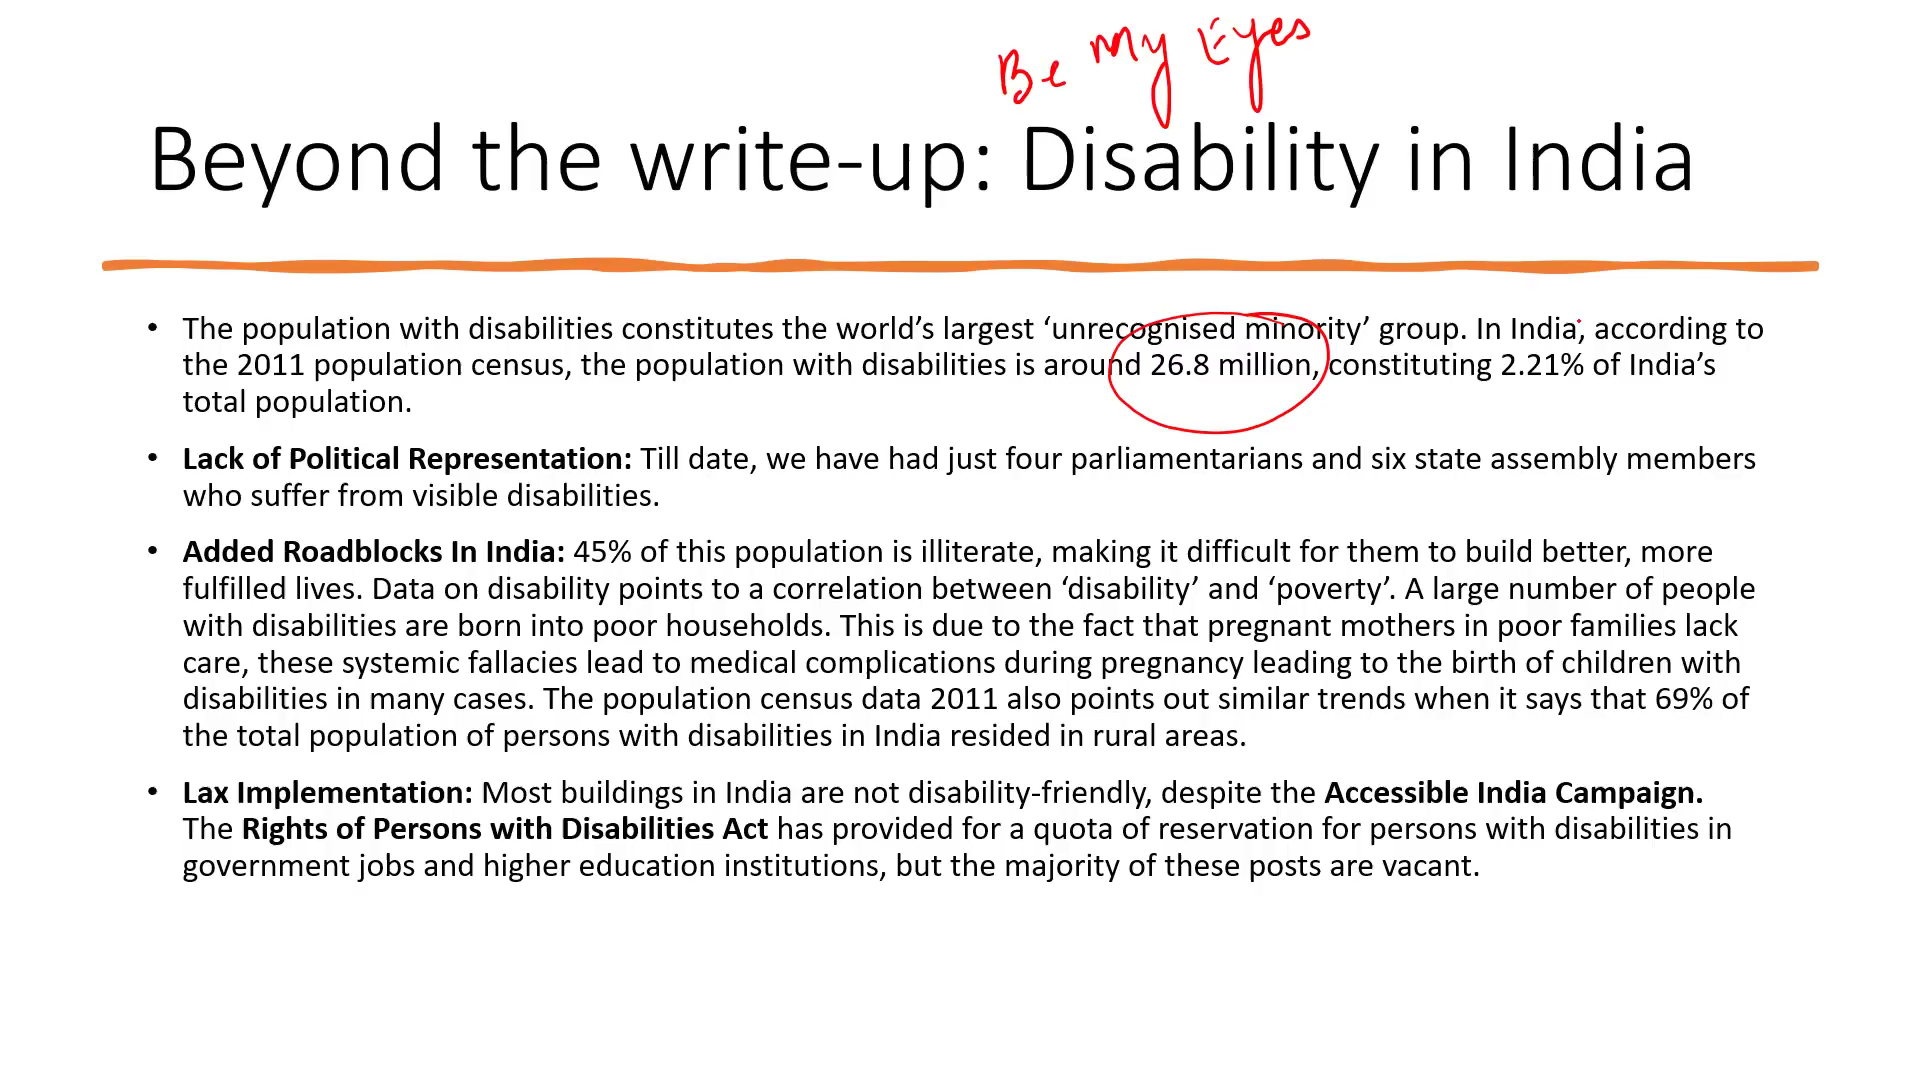 Be My Eyes
Beyond the write-up: Disability in India
• The population with disabilities constitutes the world’s largest ‘unrecognised minority’ group. In India, according to
the 2011 population census, the population with disabilities is around 26.8 million, constituting 2.21% of India’s
total population.
• Lack of Political Representation: Till date, we have had just four parliamentarians and six state assembly members
who suffer from visible disabilities.
• Added Roadblocks In India: 45% of this population is illiterate, making it difficult for them to build better, more
fulfilled lives. Data on disability points to a correlation between ‘disability’ and ‘poverty’. A large number of people
with disabilities are born into poor households. This is due to the fact that pregnant mothers in poor families lack
care, these systemic fallacies lead to medical complications during pregnancy leading to the birth of children with
disabilities in many cases. The population census data 2011 also points out similar trends when it says that 69% of
the total population of persons with disabilities in India resided in rural areas.
• Lax Implementation: Most buildings in India are not disability-friendly, despite the Accessible India Campaign.
The Rights of Persons with Disabilities Act has provided for a quota of reservation for persons with disabilities in
government jobs and higher education institutions, but the majority of these posts are vacant.